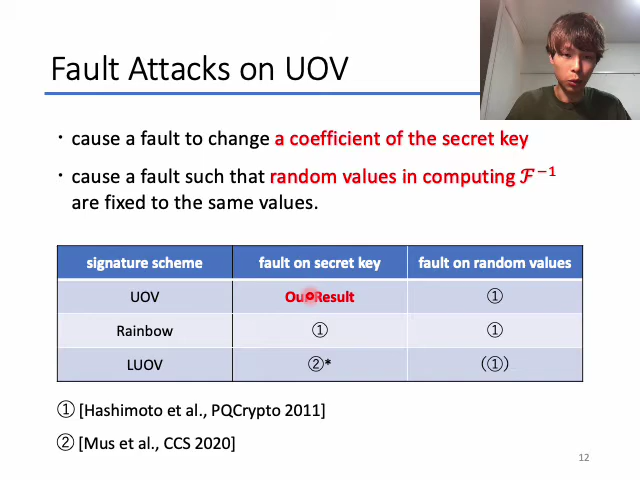 Fault Attacks on UOV
・ cause a fault to change a coefficient of the secret key
・ cause a fault such that random values in computing ℱ⁻¹
are fixed to the same values.
signature scheme fault on secret key fault on random values
UOV Our Result ①
Rainbow ① ①
LUOV ②* (①)
① [Hashimoto et al., PQCrypto 2011]
② [Mus et al., CCS 2020]
12